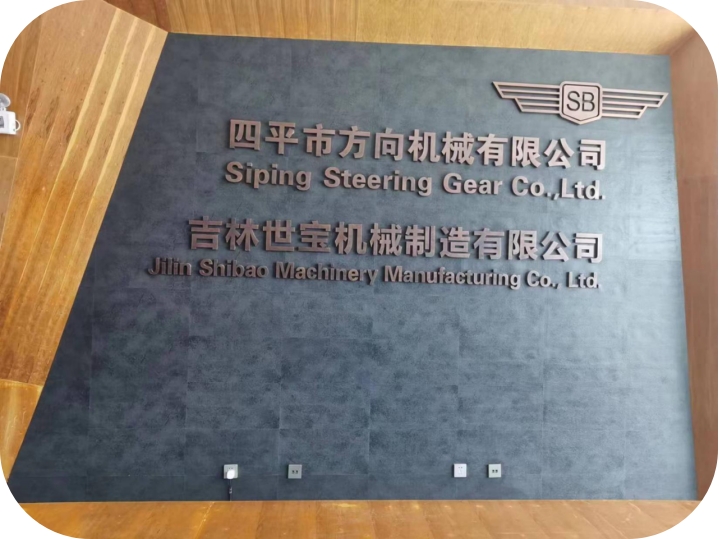 SB
四平市方向机械有限公司
Siping Steering Gear Co.,Ltd.
吉林世宝机械制造有限公司
Jilin Shibao Machinery Manufacturing Co., Ltd.